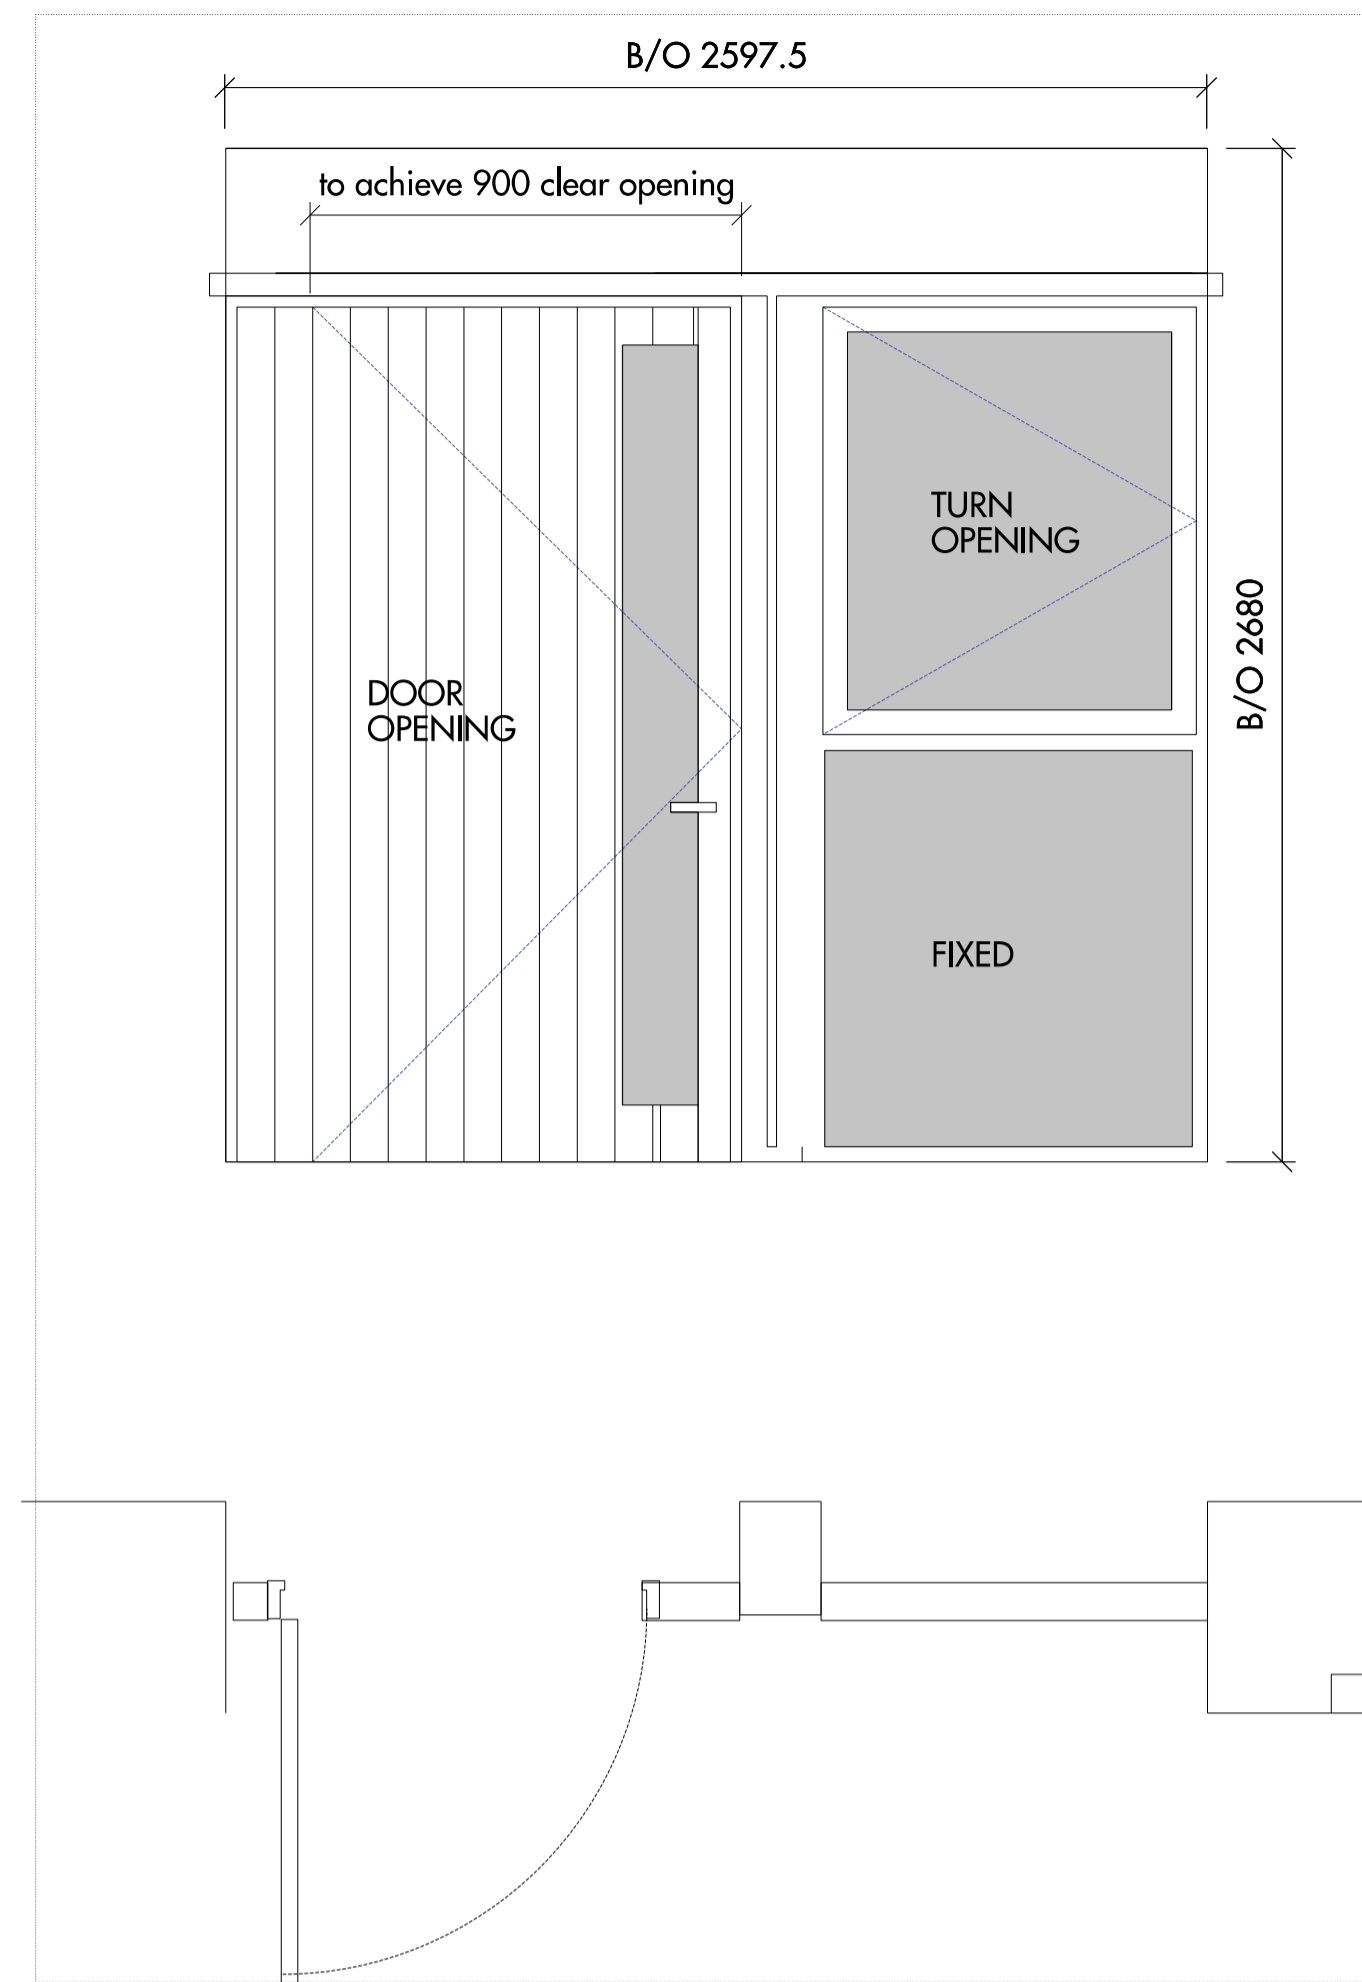 B/O 2597.5
to achieve 900 clear opening
TURN
OPENING
B/O 2680
DOOR
OPENING
FIXED